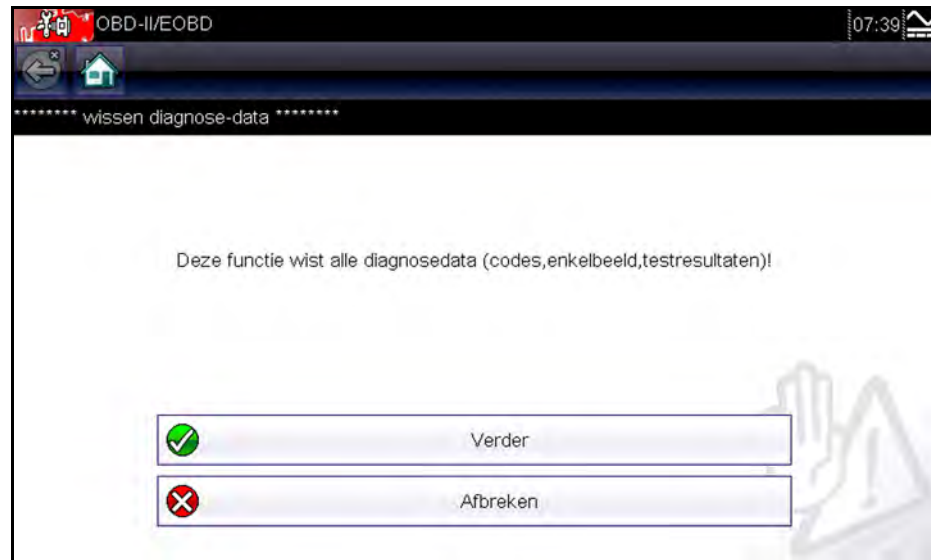 OBD-II/EOBD 07:39
******** wissen diagnose-data ********
Deze functie wist alle diagnosedata (codes,enkelbeeld,testresultaten)!
Verder
Afbreken